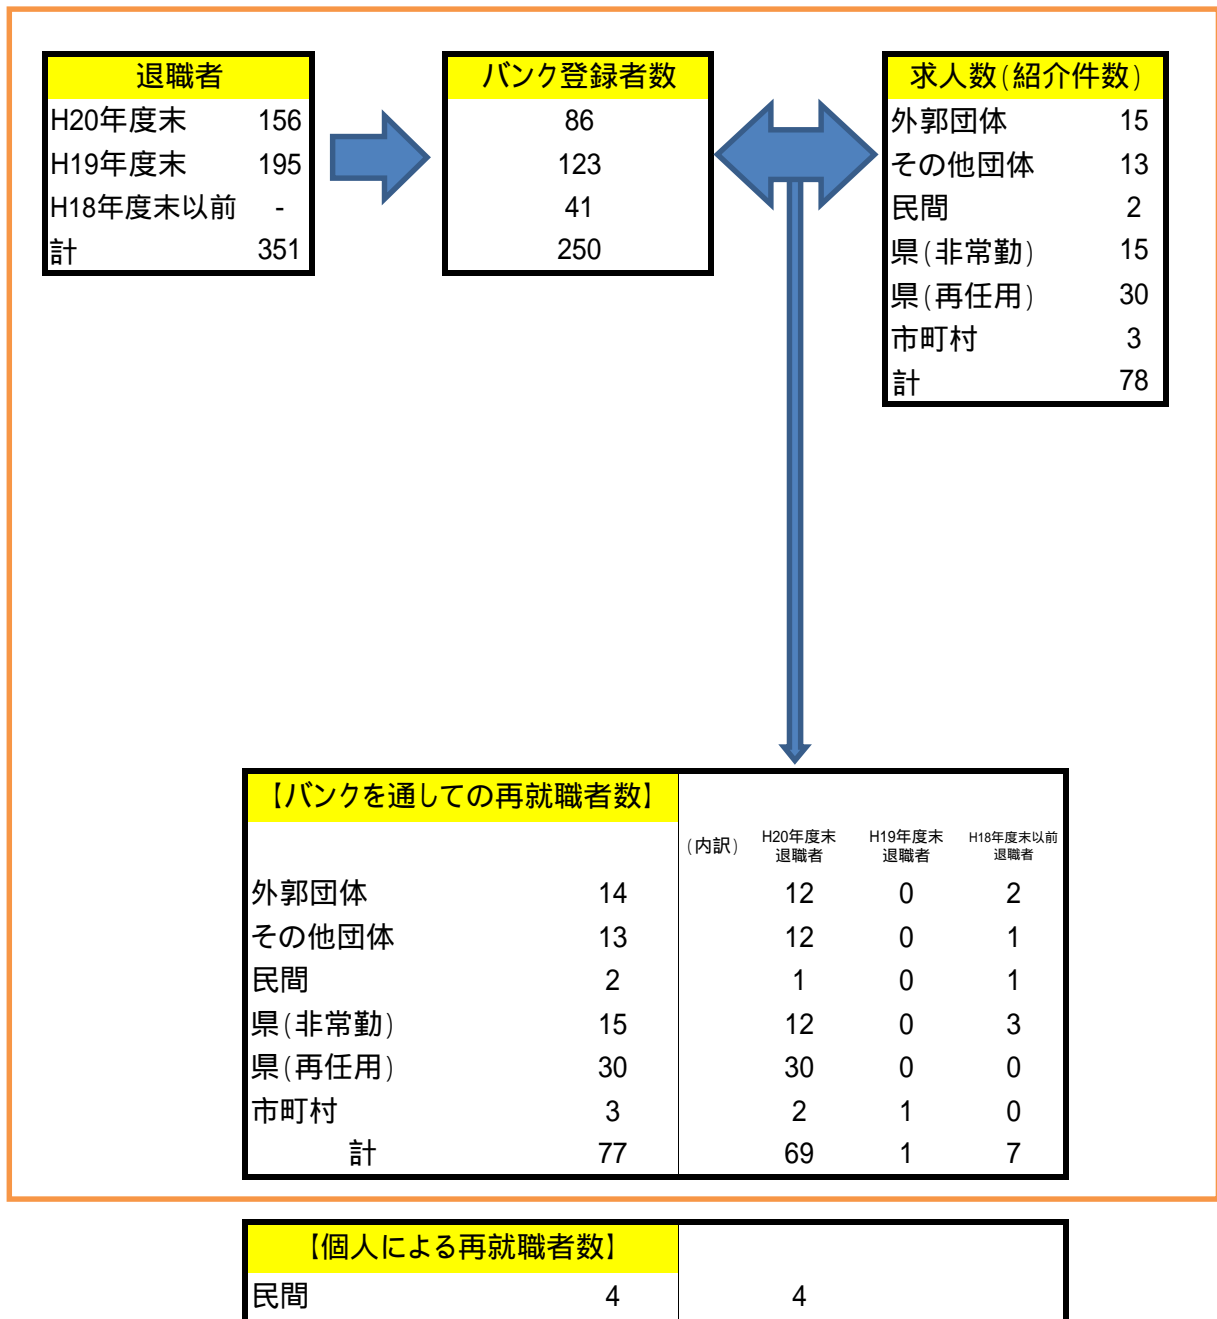 退職者
H20年度末 156
H19年度末 195
H18年度末以前 -
計 351
バンク登録者数
86
123
41
250
求人数(紹介件数)
外郭団体 15
その他団体 13
民間 2
県(非常勤) 15
県(再任用) 30
市町村 3
計 78
【バンクを通しての再就職者数】
(内訳) H20年度末 H19年度末 H18年度末以前
退職者 退職者 退職者
外郭団体 14 12 0 2
その他団体 13 12 0 1
民間 2 1 0 1
県(非常勤) 15 12 0 3
県(再任用) 30 30 0 0
市町村 3 2 1 0
計 77 69 1 7
【個人による再就職者数】
民間 4 4